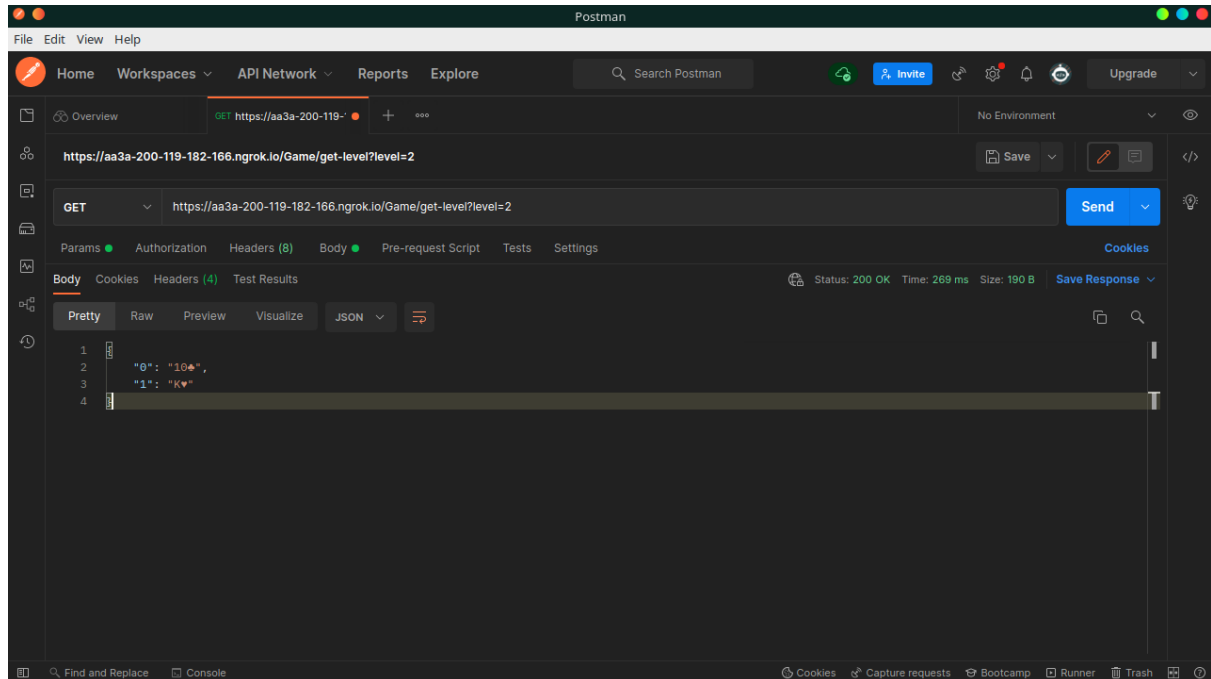 Postman
File Edit View Help
Home Workspaces API Network Reports Explore Search Postman Invite Upgrade
Overview GET https://aa3a-200-119-' No Environment
https://aa3a-200-119-182-166.ngrok.io/Game/get-level?level=2 Save
GET https://aa3a-200-119-182-166.ngrok.io/Game/get-level?level=2 Send
Params Authorization Headers (8) Body Pre-request Script Tests Settings Cookies
Body Cookies Headers (4) Test Results Status: 200 OK Time: 269 ms Size: 190 B Save Response
Pretty Raw Preview Visualize JSON
1 {
2 "0": "10♣",
3 "1": "K♥"
4 }
Find and Replace Console Cookies Capture requests Bootcamp Runner Trash